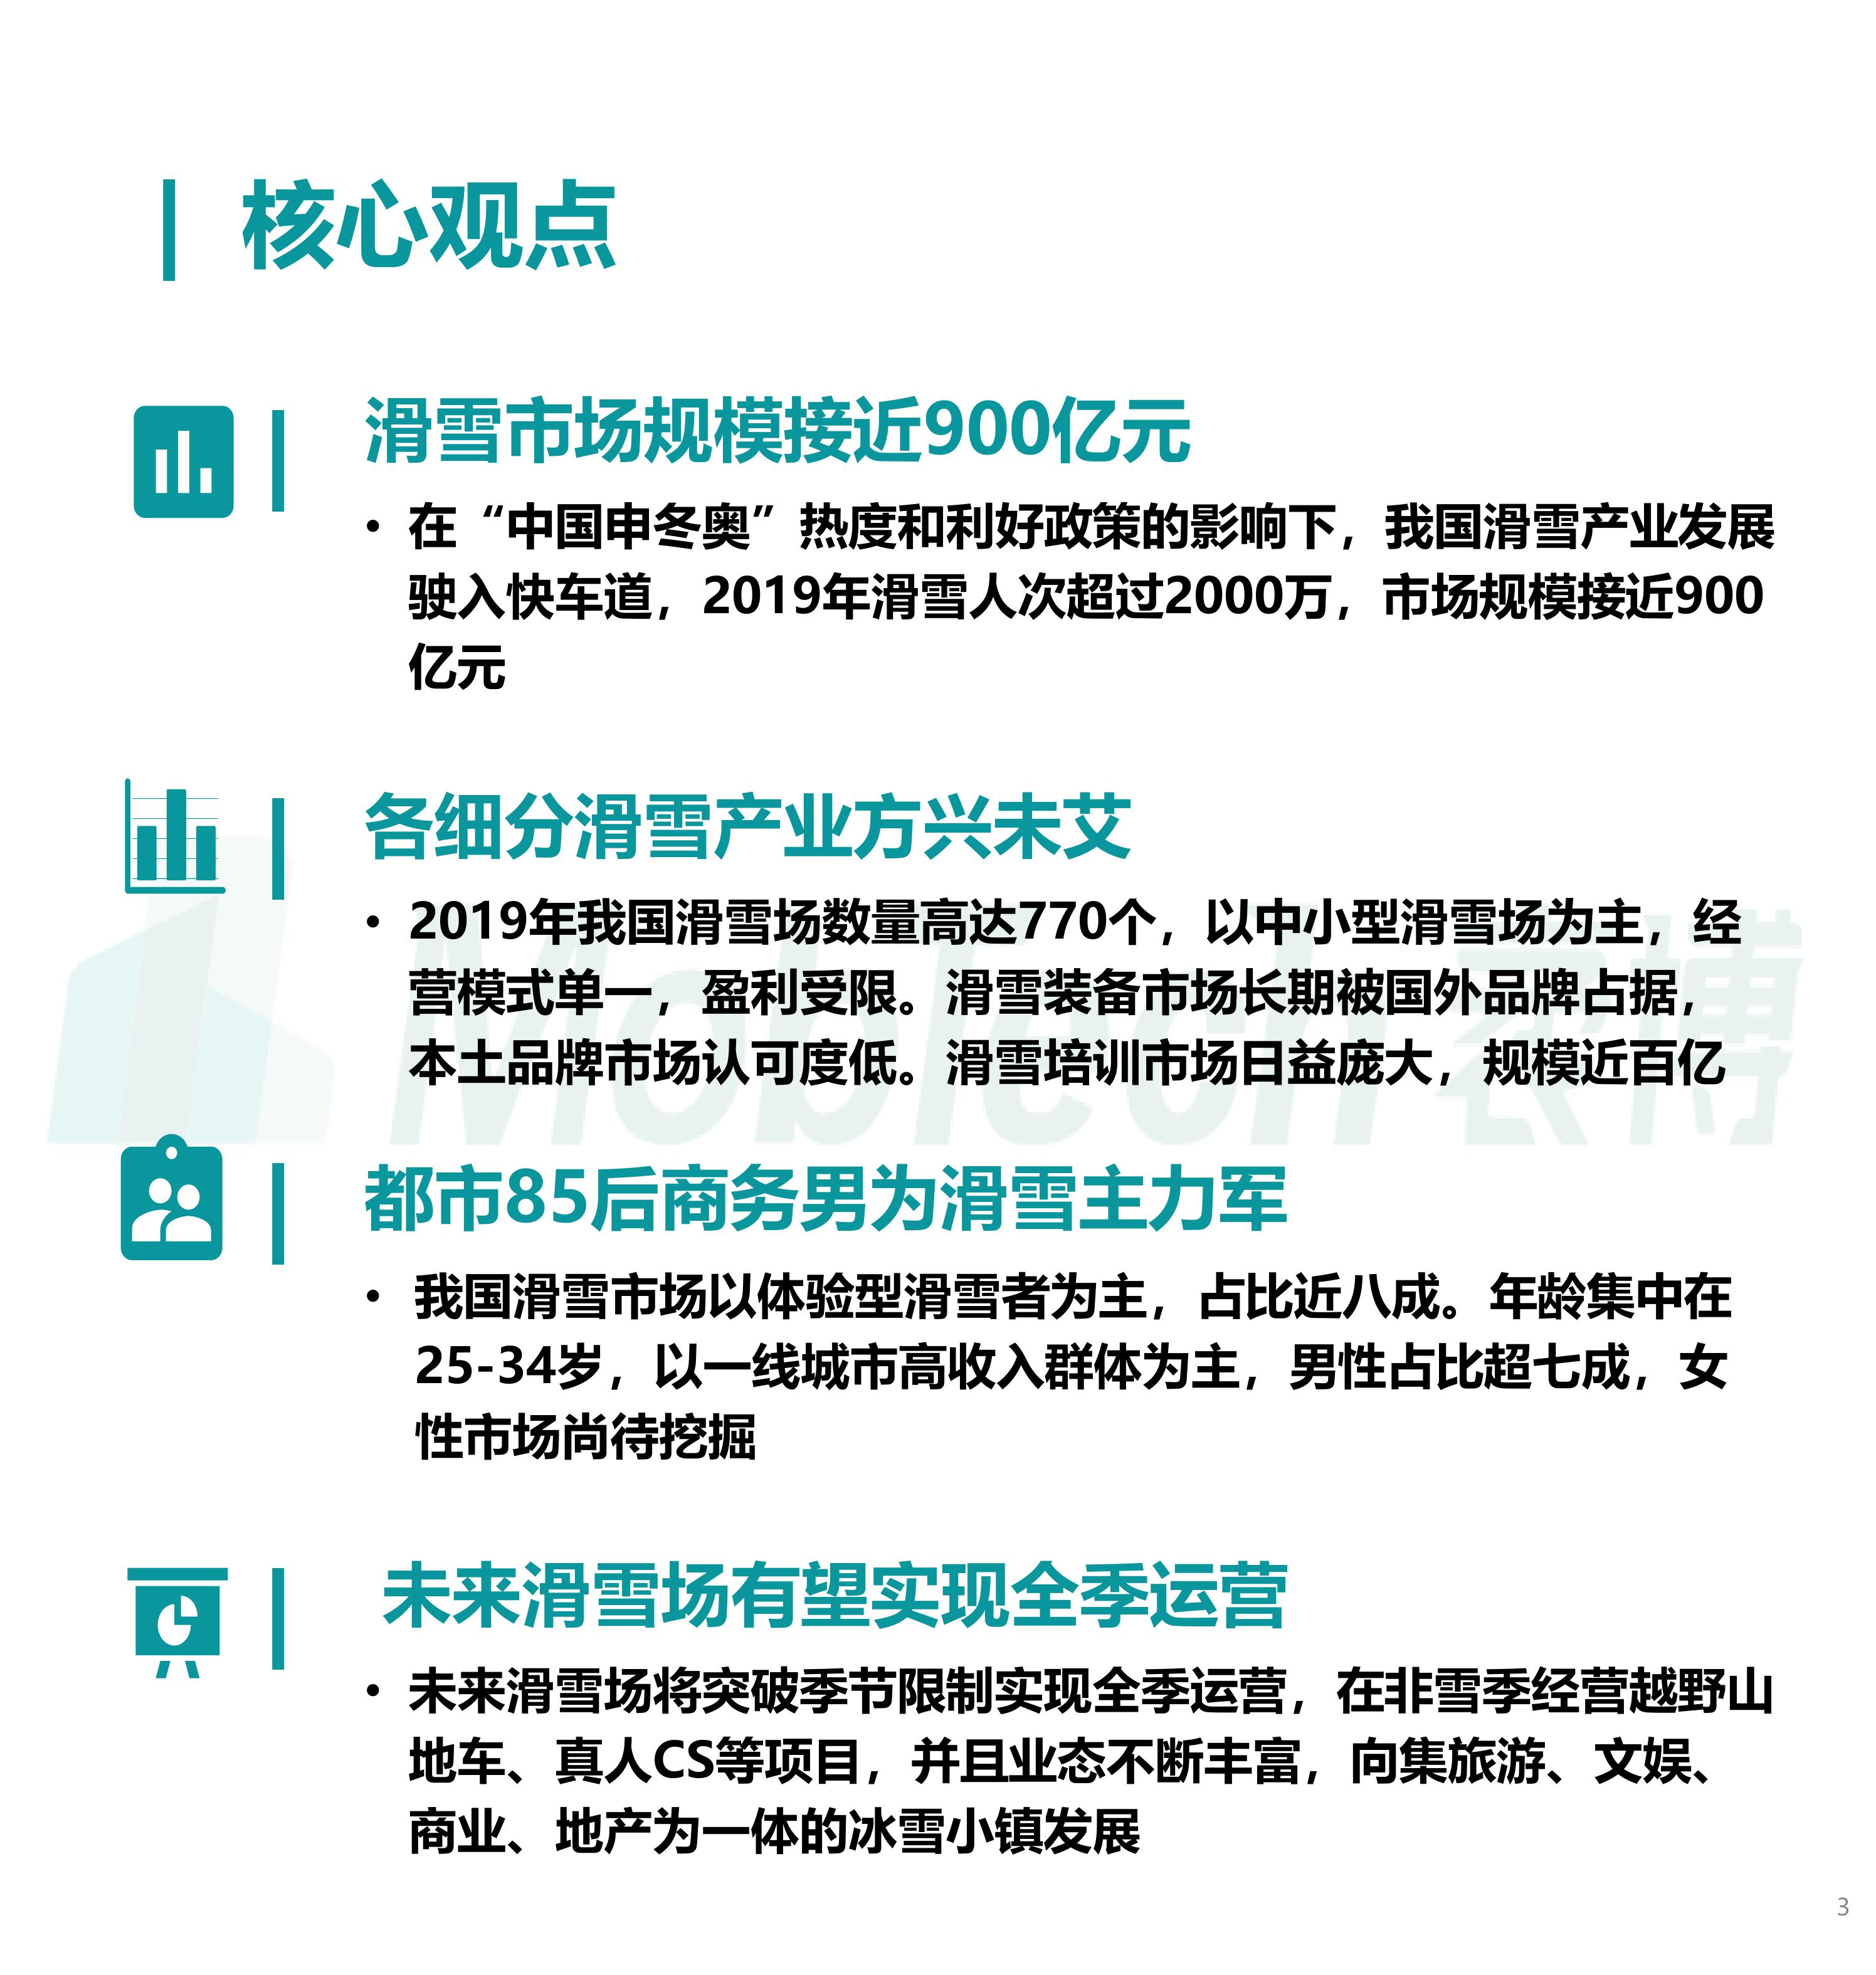 核心观点
滑雪市场规模接近900亿元
• 在“中国申冬奥”热度和利好政策的影响下，我国滑雪产业发展
驶入快车道，2019年滑雪人次超过2000万，市场规模接近900
亿元
各细分滑雪产业方兴未艾
• 2019年我国滑雪场数量高达770个，以中小型滑雪场为主，经
营模式单一，盈利受限。滑雪装备市场长期被国外品牌占据，
本土品牌市场认可度低。滑雪培训市场日益庞大，规模近百亿
MobTech 袤博
都市85后商务男为滑雪主力军
• 我国滑雪市场以体验型滑雪者为主，占比近八成。年龄集中在
25-34岁，以一线城市高收入群体为主，男性占比超七成，女
性市场尚待挖掘
未来滑雪场有望实现全季运营
• 未来滑雪场将突破季节限制实现全季运营，在非雪季经营越野山
地车、真人CS等项目，并且业态不断丰富，向集旅游、文娱、
商业、地产为一体的冰雪小镇发展
3